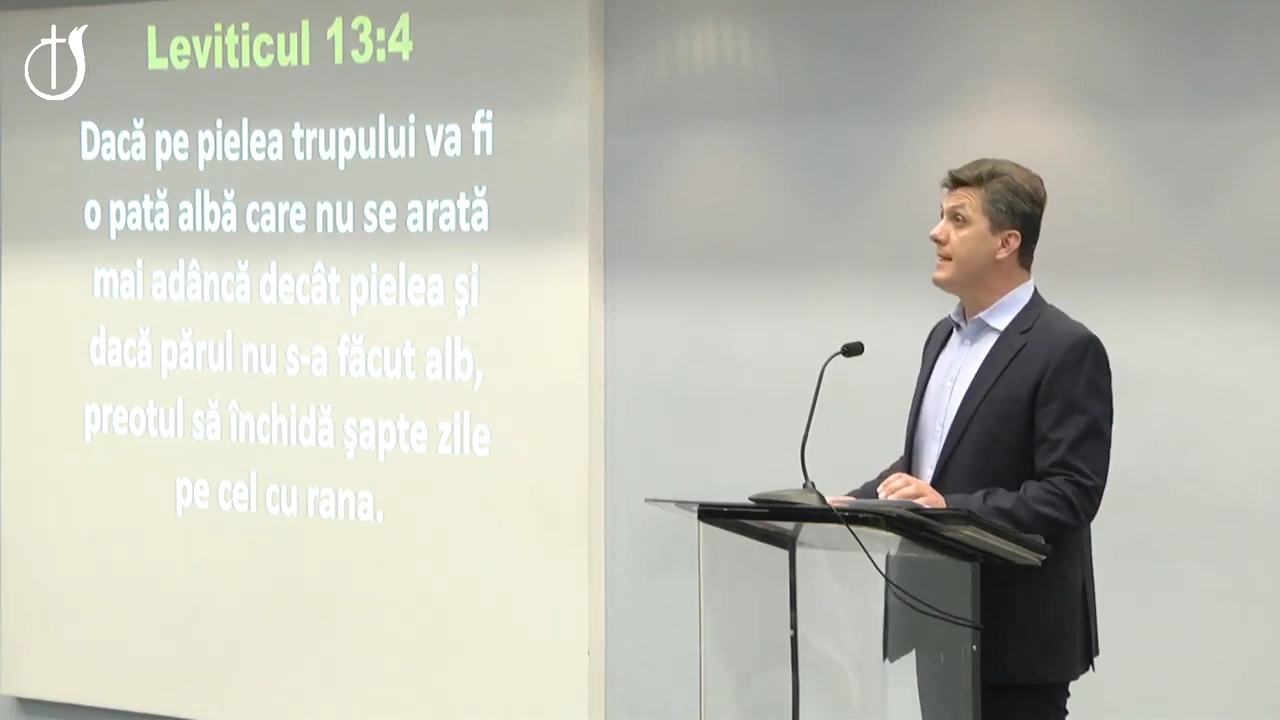 Leviticul 13:4
Dacă pe pielea trupului va fi
o pată albă care nu se arată
mai adâncă decât pielea şi
dacă părul nu s-a făcut alb,
preotul să închidă şapte zile
pe cel cu rana.